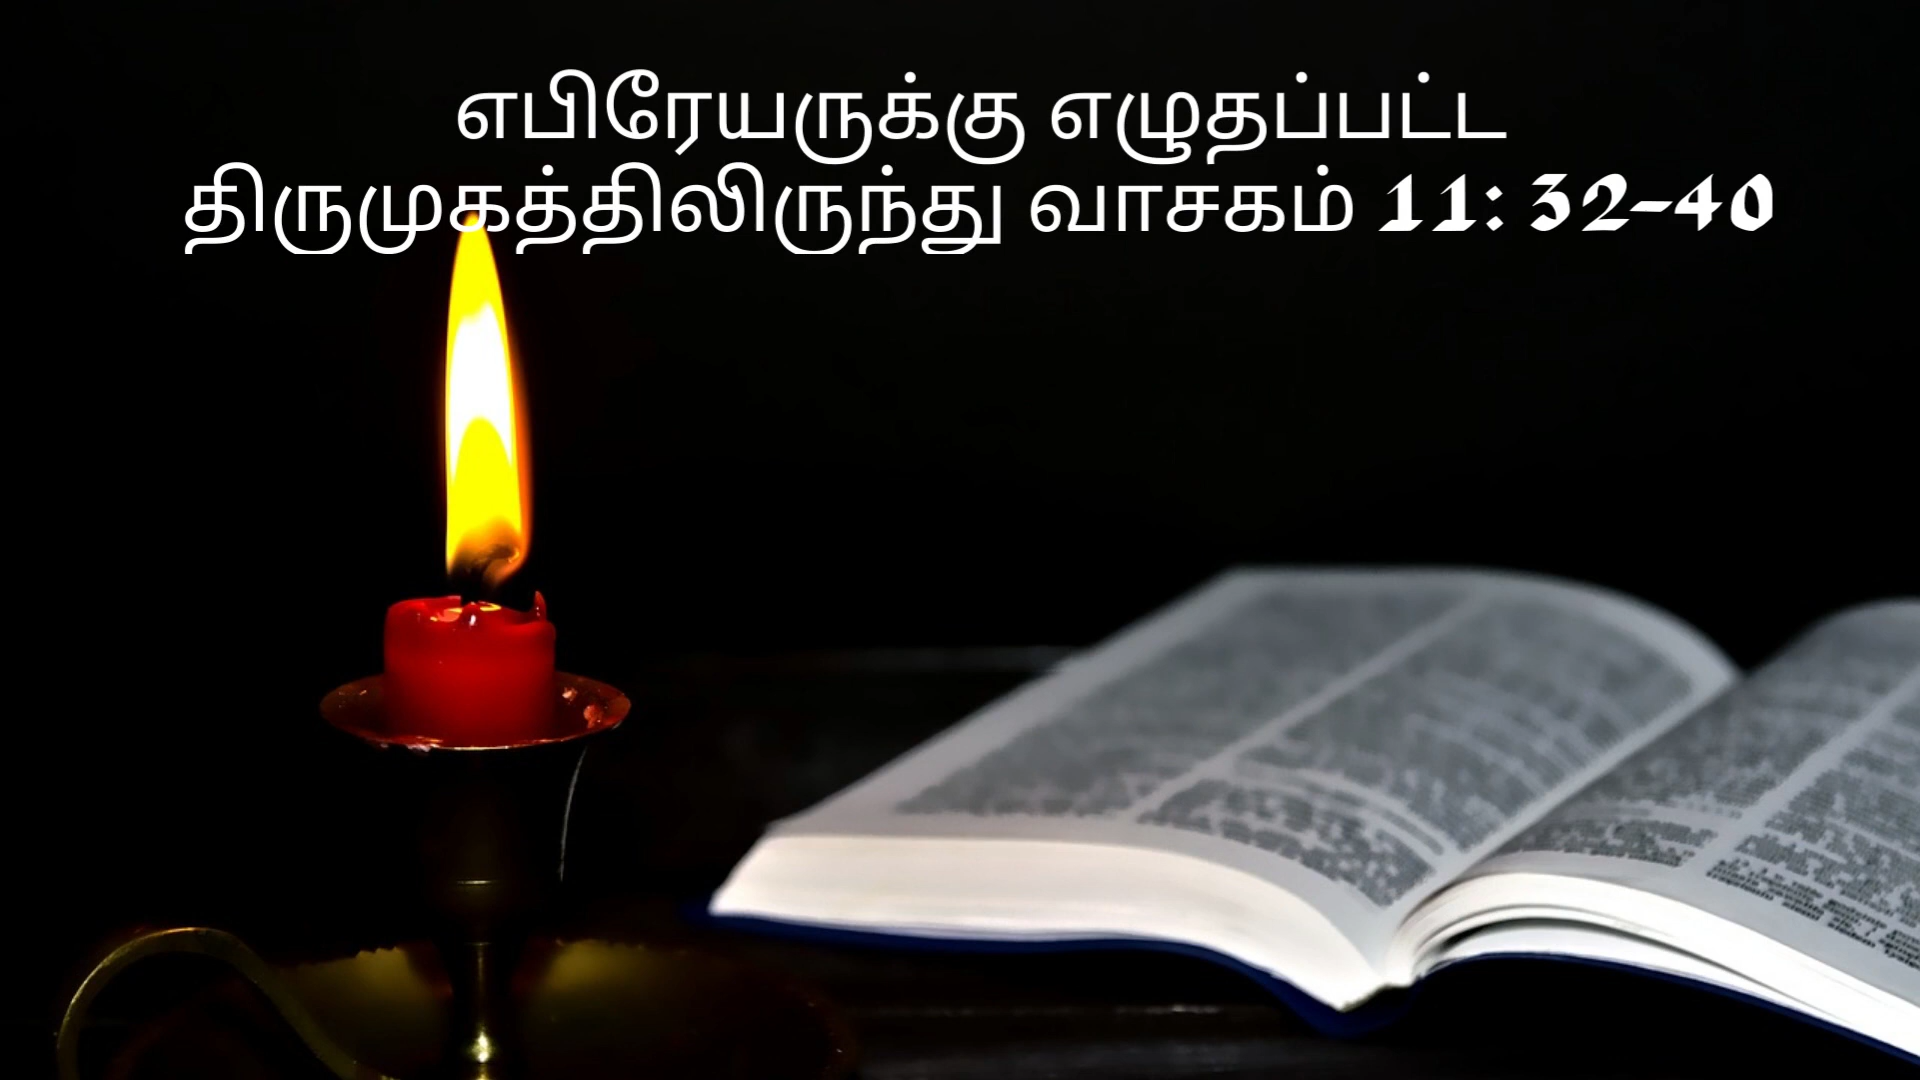 எபிரேயருக்கு எழுதப்பட்ட
திருமுகத்திலிருந்து வாசகம் 11: 32-40